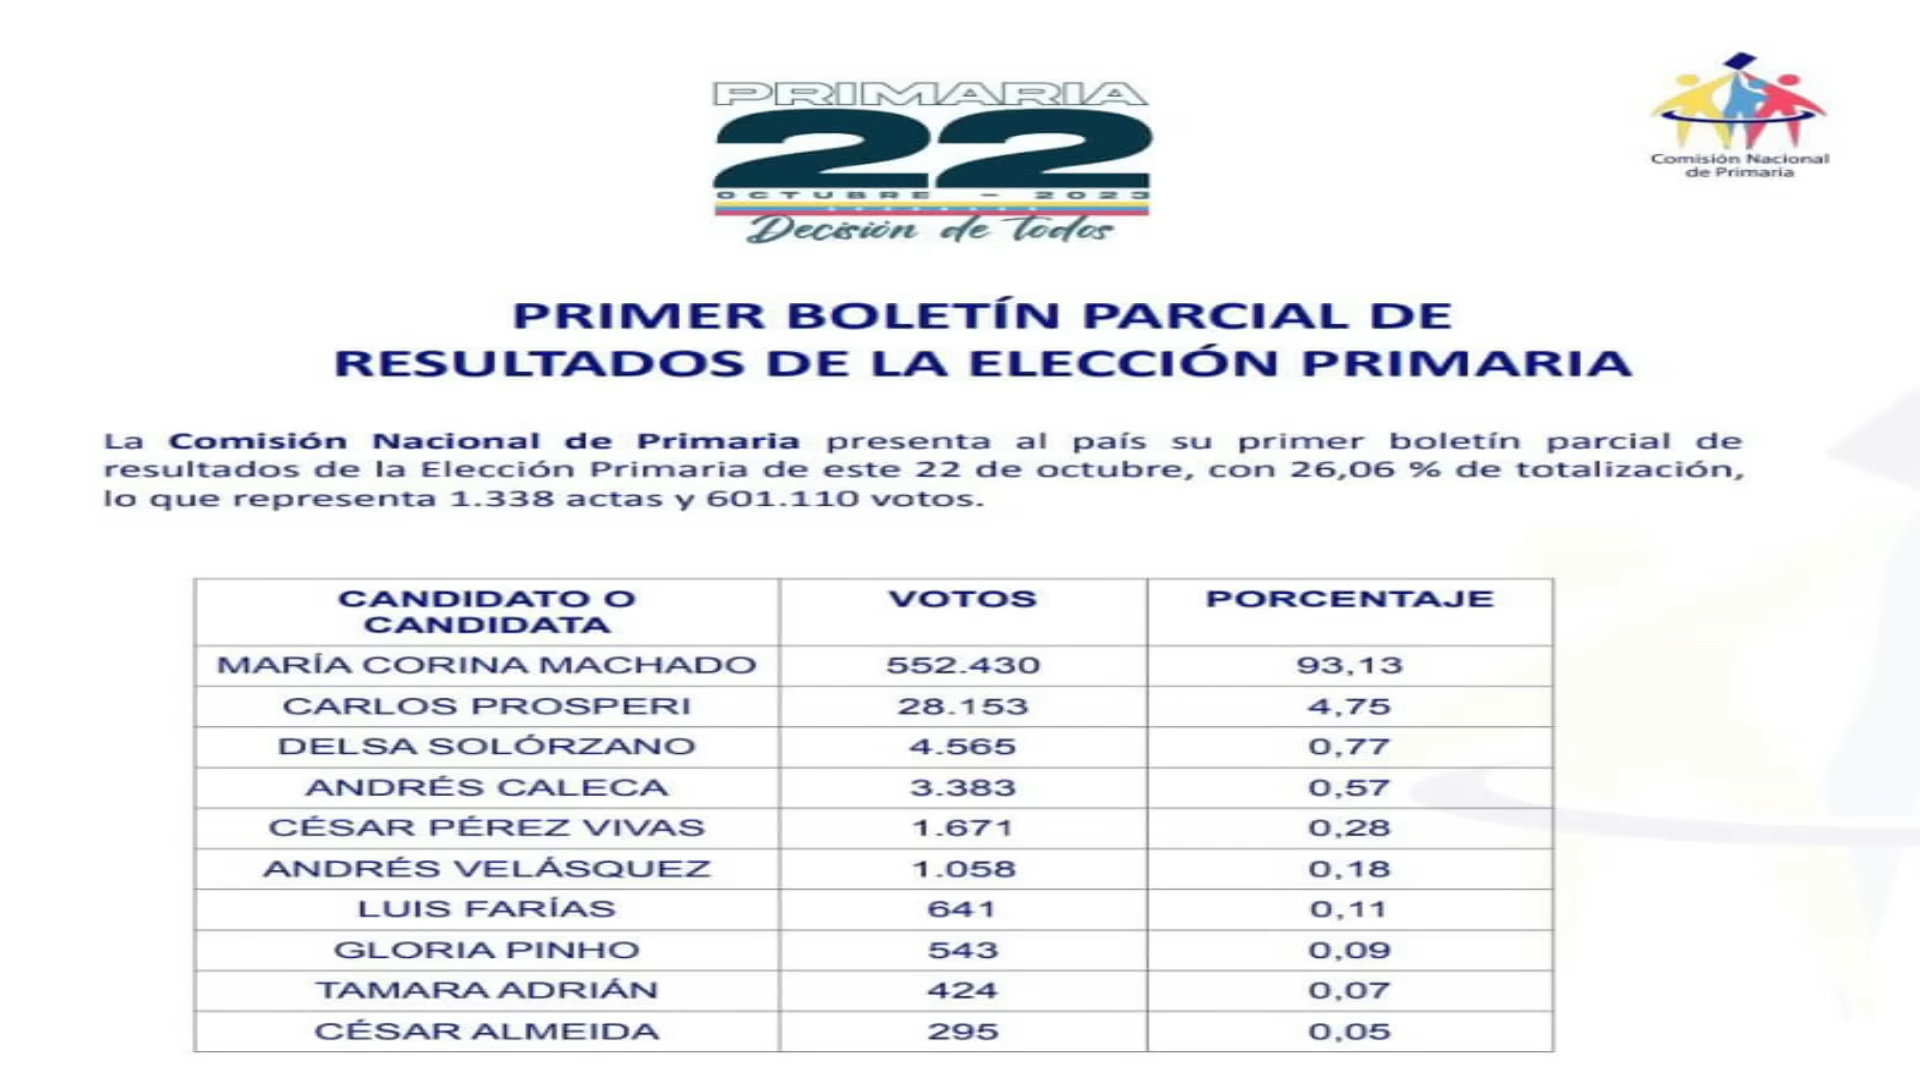 PRIMARIA
22
OCTUBRE - 2023
Decisión de Todos
Comisión Nacional
de Primaria
PRIMER BOLETÍN PARCIAL DE
RESULTADOS DE LA ELECCIÓN PRIMARIA
La Comisión Nacional de Primaria presenta al país su primer boletín parcial de
resultados de la Elección Primaria de este 22 de octubre, con 26,06 % de totalización,
lo que representa 1.338 actas y 601.110 votos.
CANDIDATO O CANDIDATA VOTOS PORCENTAJE
MARÍA CORINA MACHADO 552.430 93,13
CARLOS PROSPERI 28.153 4,75
DELSA SOLÓRZANO 4.565 0,77
ANDRÉS CALECA 3.383 0,57
CÉSAR PÉREZ VIVAS 1.671 0,28
ANDRÉS VELÁSQUEZ 1.058 0,18
LUIS FARÍAS 641 0,11
GLORIA PINHO 543 0,09
TAMARA ADRIÁN 424 0,07
CÉSAR ALMEIDA 295 0,05